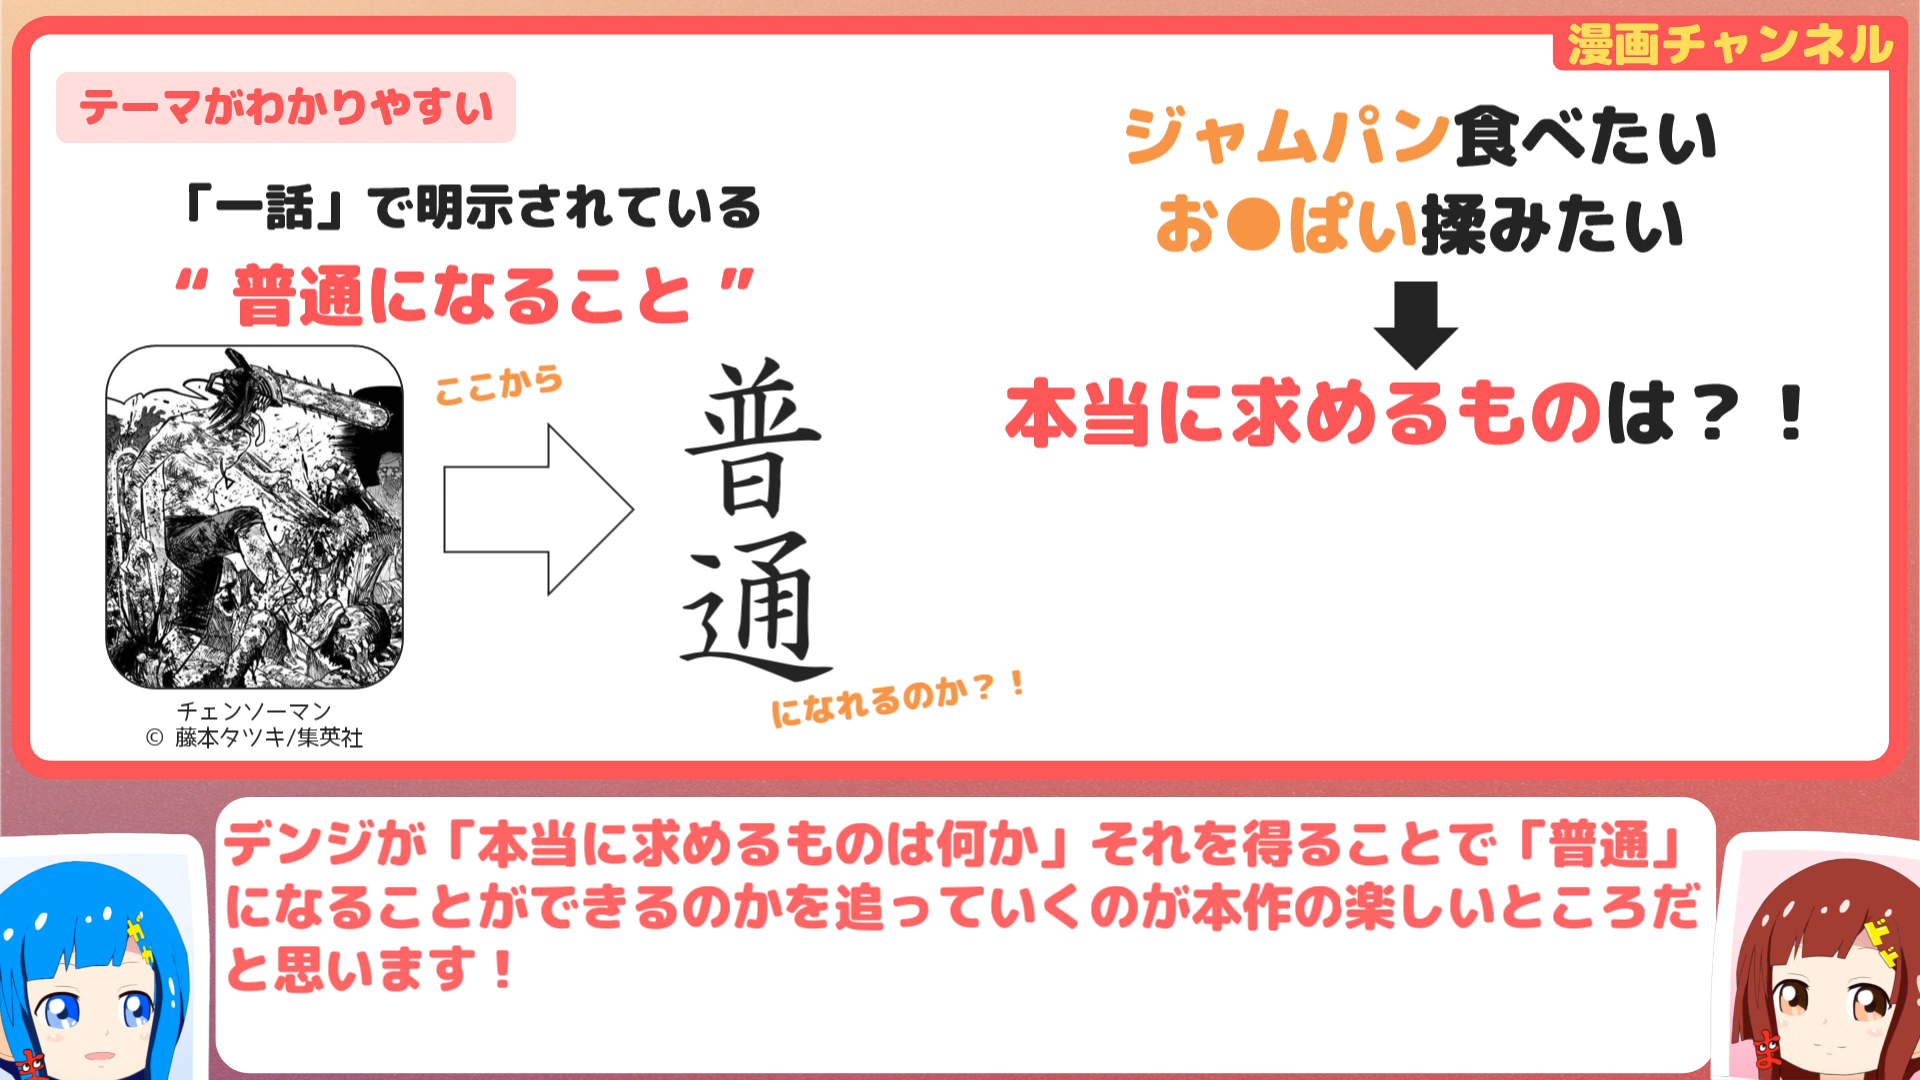 漫画チャンネル
テーマがわかりやすい
「一話」で明示されている
“ 普通になること ”
ここから
普
通
になれるのか？！
チェンソーマン
© 藤本タツキ/集英社
ジャムパン食べたい
お●ぱい揉みたい
本当に求めるものは？！
デンジが「本当に求めるものは何か」それを得ることで「普通」
になることができるのかを追っていくのが本作の楽しいところだ
と思います！
ま